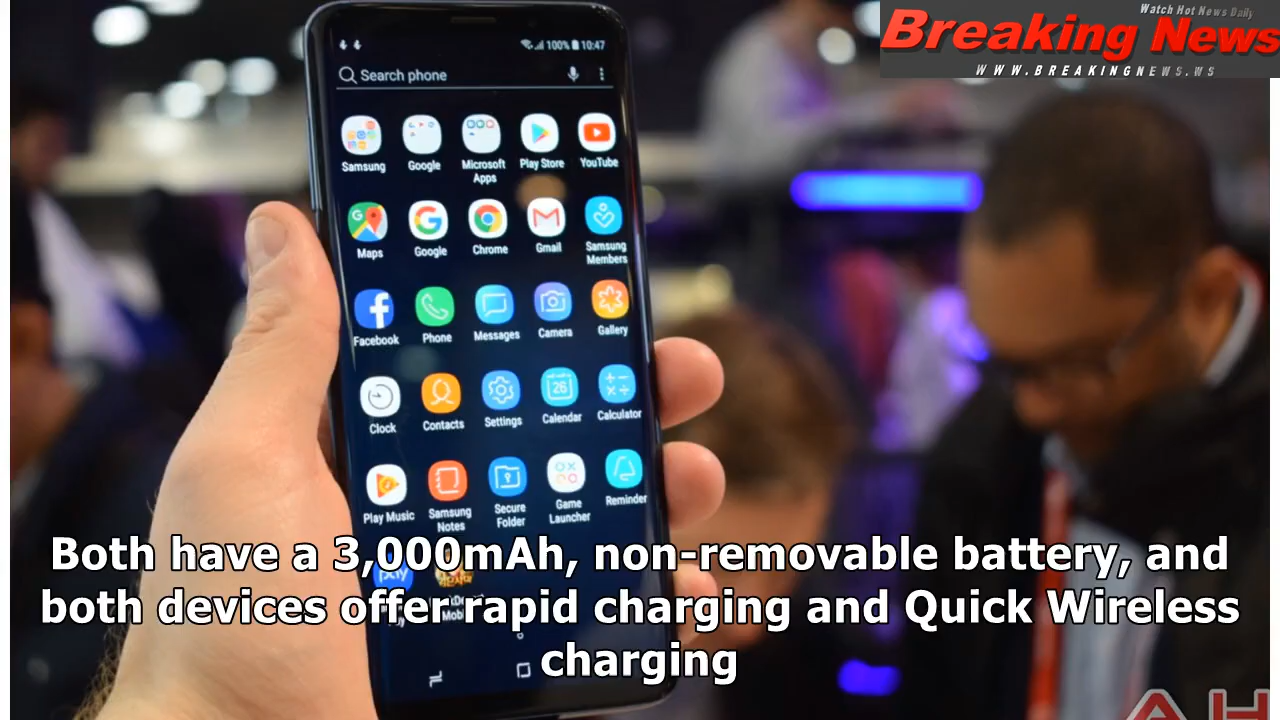 Watch Hot News Daily
Breaking News
WWW.BREAKINGNEWS.WS
100% 10:47
Search phone
Samsung Google Microsoft Apps Play Store YouTube
Maps Google Chrome Gmail Samsung Members
Facebook Phone Messages Camera Gallery
26
Clock Contacts Settings Calendar Calculator
Play Music Samsung Notes Secure Folder Game Launcher Reminder
pay
Both have a 3,000mAh, non-removable battery, and
both devices offer rapid charging and Quick Wireless
charging
AH